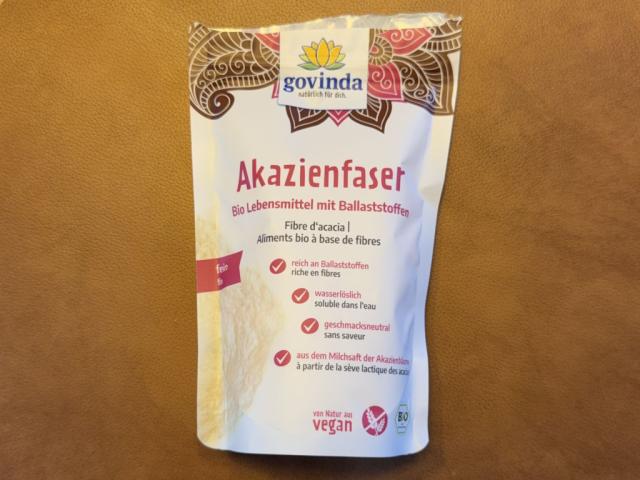 govinda
natürlich für dich.
Akazienfaser
Bio Lebensmittel mit Ballaststoffen
Fibre d'acacia |
Aliments bio à base de fibres
reich an Ballaststoffen
riche en fibres
wasserlöslich
soluble dans l'eau
geschmacksneutral
sans saveur
aus dem Milchsaft der
à partir de la sève lactique des
von Natur aus
vegan
BIO